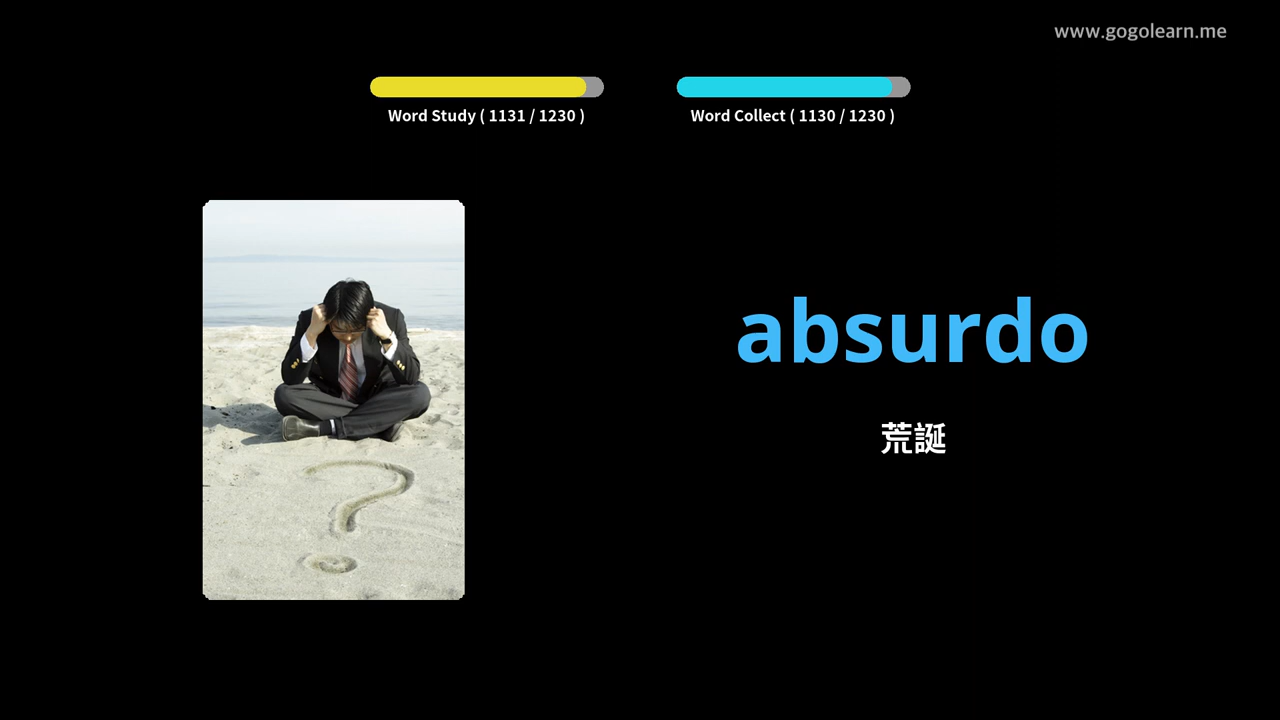 www.gogolearn.me
Word Study ( 1131 / 1230 )
Word Collect ( 1130 / 1230 )
absurdo
荒誕
?